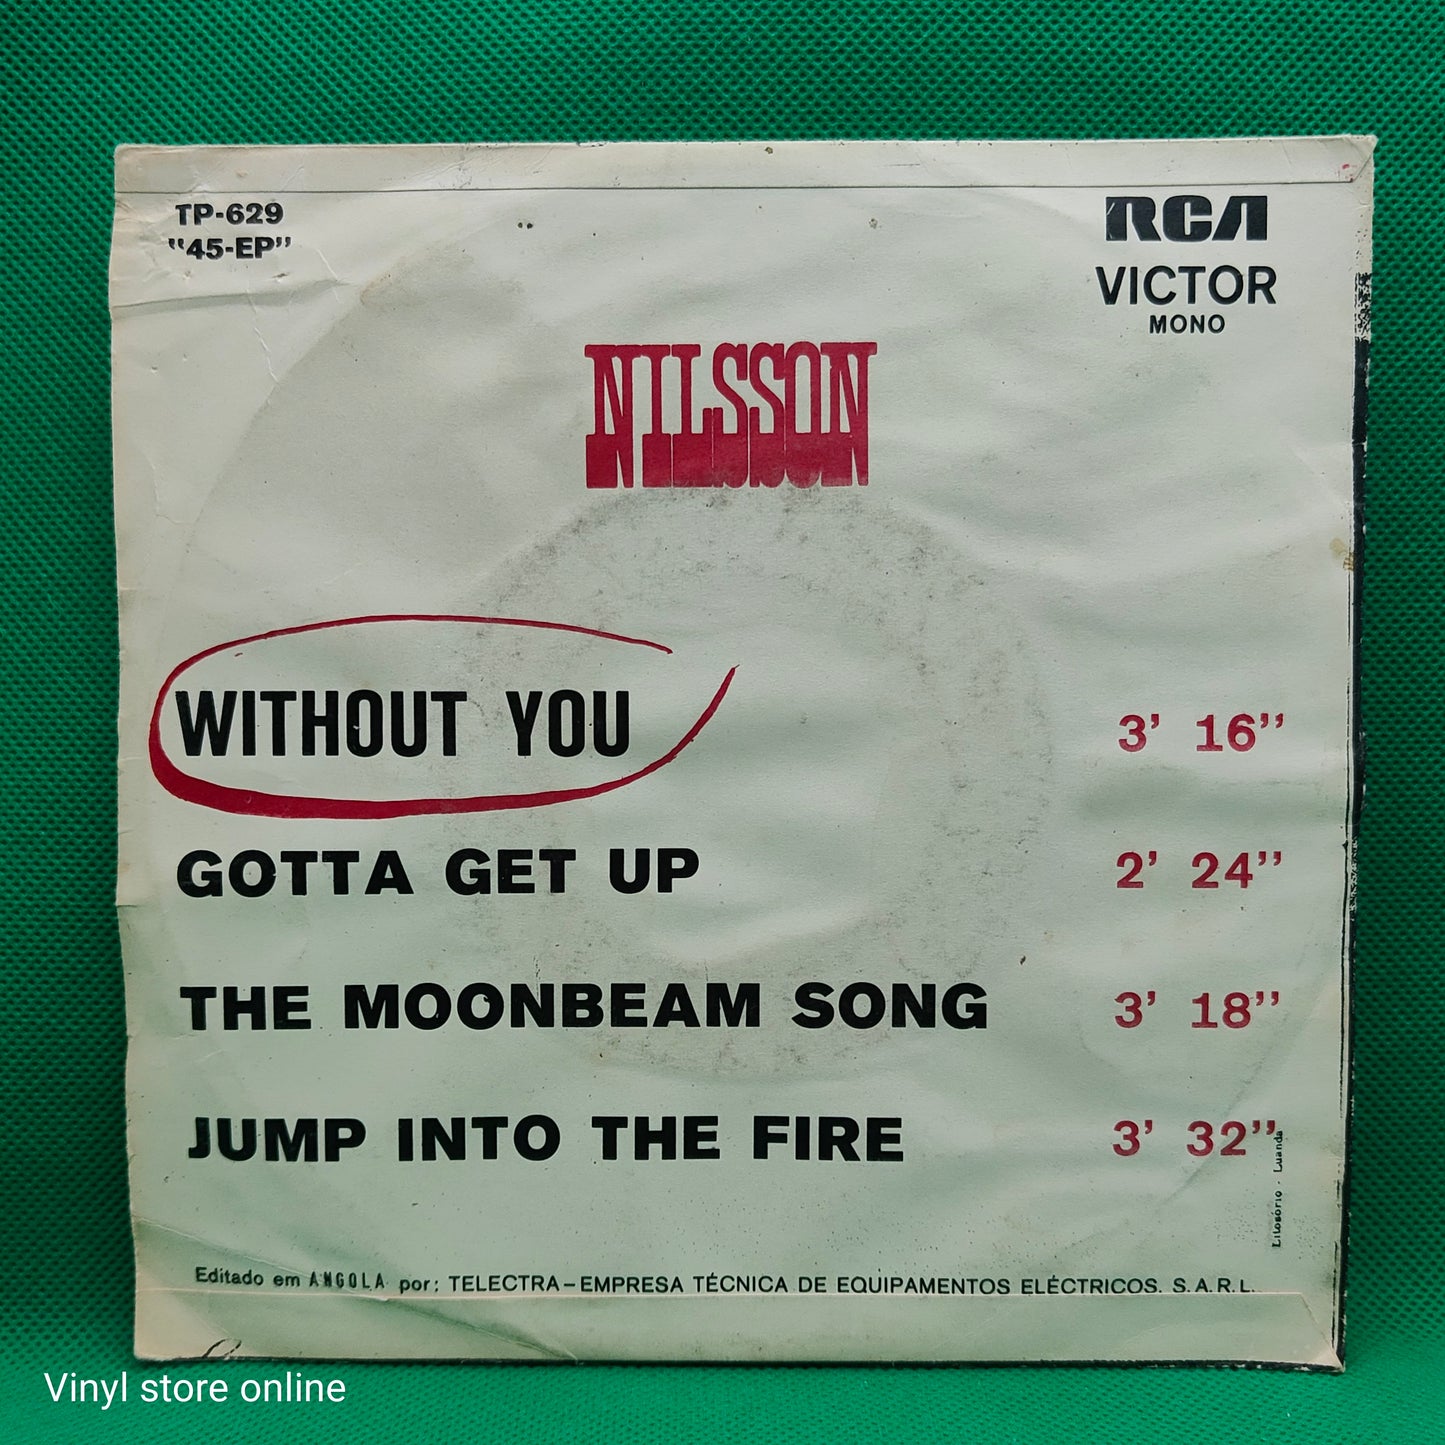 TP-629
"45-EP"
RCA
VICTOR
MONO
NILSSON
WITHOUT YOU 3' 16''
GOTTA GET UP 2' 24''
THE MOONBEAM SONG 3' 18''
JUMP INTO THE FIRE 3' 32''
Litosório - Luanda
Editado em ANGOLA por: TELECTRA–EMPRESA TÉCNICA DE EQUIPAMENTOS ELÉCTRICOS. S.A.R.L.
Vinyl store online